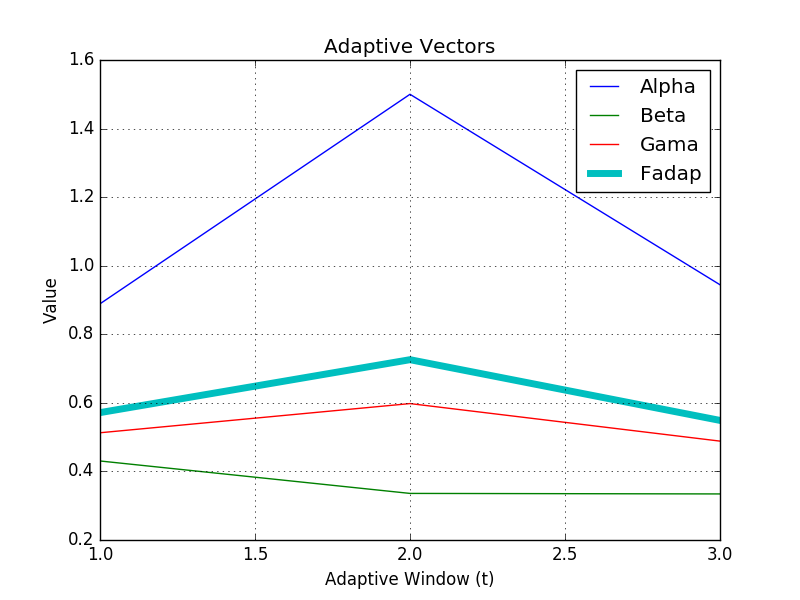 Adaptive Vectors
1.6
1.4
1.2
1.0
0.8
0.6
0.4
0.2
Value
Alpha
Beta
Gama
Fadap
1.0 1.5 2.0 2.5 3.0
Adaptive Window (t)